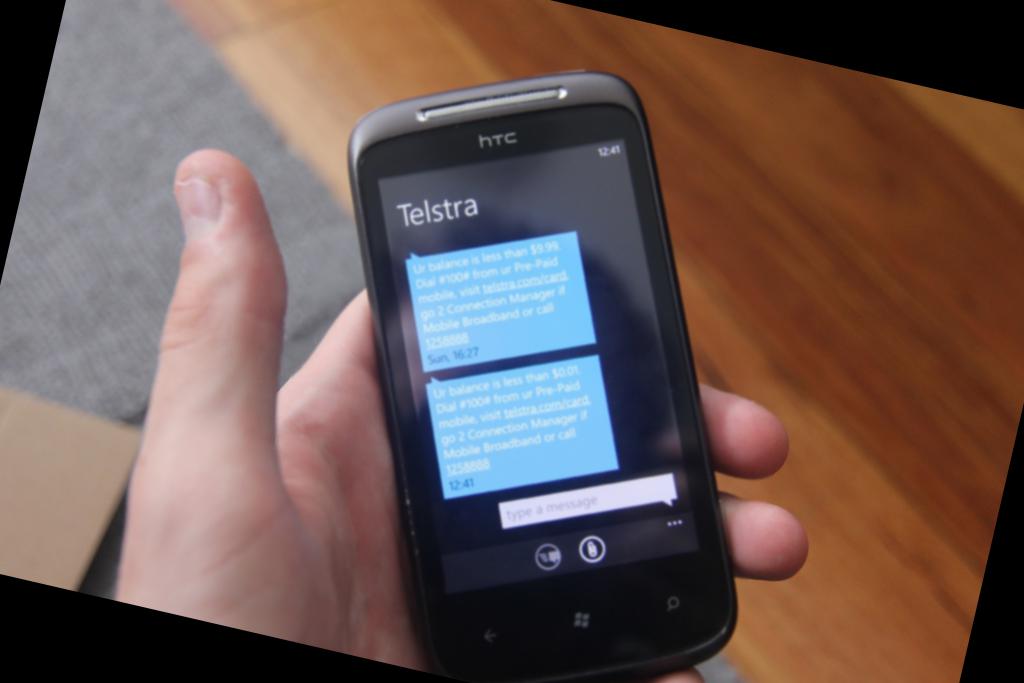 hTC
12:41
Telstra
Ur balance is less than $9.99.
Dial #100# from ur Pre-Paid
mobile, visit telstra.com/card,
go 2 Connection Manager if
Mobile Broadband or call
1258888
Sun, 16:27
Ur balance is less than $0.01.
Dial #100# from ur Pre-Paid
mobile, visit telstra.com/card,
go 2 Connection Manager if
Mobile Broadband or call
1258888
12:41
type a message